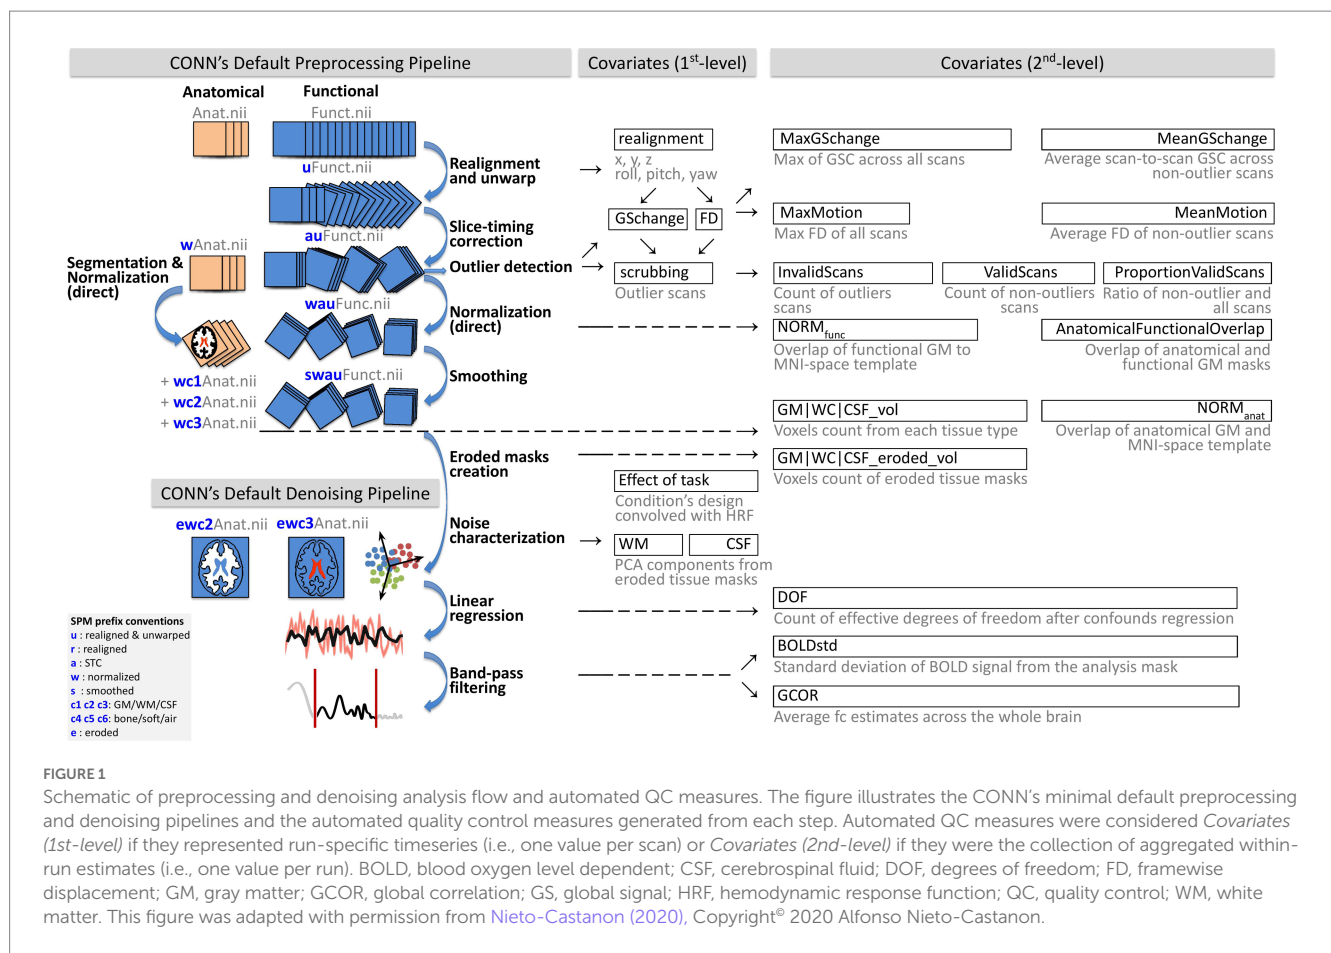 CONN's Default Preprocessing Pipeline
Covariates (1st-level)
Covariates (2nd-level)
Anatomical
Functional
Anat.nii
Funct.nii
uFunct.nii
Realignment
and unwarp
Slice-timing
correction
auFunct.nii
wAnat.nii
Segmentation &
Normalization
(direct)
Outlier detection
wauFunc.nii
Normalization
(direct)
swauFunct.nii
Smoothing
+ wc1Anat.nii
+ wc2Anat.nii
+ wc3Anat.nii
Eroded masks
creation
realignment
x, y, z
roll, pitch, yaw
GSchange
FD
scrubbing
Outlier scans
MaxGSchange
Max of GSC across all scans
MeanGSchange
Average scan-to-scan GSC across
non-outlier scans
MaxMotion
Max FD of all scans
MeanMotion
Average FD of non-outlier scans
InvalidScans
Count of outliers
scans
ValidScans
Count of non-outliers
scans
ProportionValidScans
Ratio of non-outlier and
all scans
NORMfunc
Overlap of functional GM to
MNI-space template
AnatomicalFunctionalOverlap
Overlap of anatomical and
functional GM masks
GM|WC|CSF_vol
Voxels count from each tissue type
NORManat
Overlap of anatomical GM and
MNI-space template
GM|WC|CSF_eroded_vol
Voxels count of eroded tissue masks
Effect of task
Condition's design
convolved with HRF
CONN's Default Denoising Pipeline
ewc2Anat.nii
ewc3Anat.nii
Noise
characterization
WM
CSF
PCA components from
eroded tissue masks
Linear
regression
DOF
Count of effective degrees of freedom after confounds regression
BOLDstd
Standard deviation of BOLD signal from the analysis mask
Band-pass
filtering
GCOR
Average fc estimates across the whole brain
SPM prefix conventions
u : realigned & unwarped
r : realigned
a : STC
w : normalized
s : smoothed
c1 c2 c3: GM/WM/CSF
c4 c5 c6: bone/soft/air
e : eroded
FIGURE 1
Schematic of preprocessing and denoising analysis flow and automated QC measures. The figure illustrates the CONN's minimal default preprocessing
and denoising pipelines and the automated quality control measures generated from each step. Automated QC measures were considered Covariates
(1st-level) if they represented run-specific timeseries (i.e., one value per scan) or Covariates (2nd-level) if they were the collection of aggregated within-
run estimates (i.e., one value per run). BOLD, blood oxygen level dependent; CSF, cerebrospinal fluid; DOF, degrees of freedom; FD, framewise
displacement; GM, gray matter; GCOR, global correlation; GS, global signal; HRF, hemodynamic response function; QC, quality control; WM, white
matter. This figure was adapted with permission from Nieto-Castanon (2020), Copyright© 2020 Alfonso Nieto-Castanon.